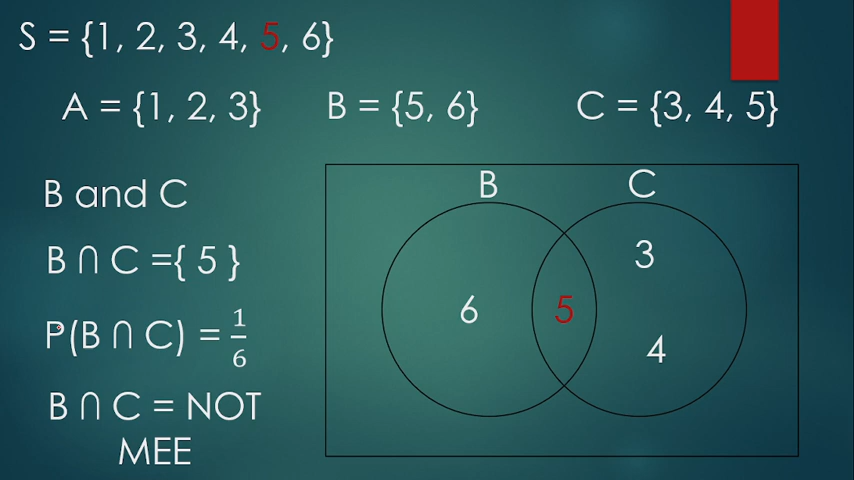 S = {1, 2, 3, 4, 5, 6}
A = {1, 2, 3} B = {5, 6} C = {3, 4, 5}
B and C
B ∩ C ={ 5 }
P(B ∩ C) = 1/6
B ∩ C = NOT
MEE
B C
3
6 5
4